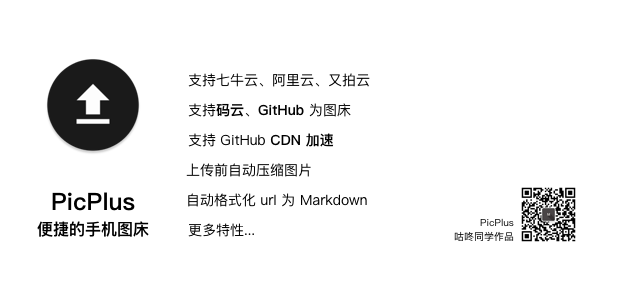 支持七牛云、阿里云、又拍云
支持码云、GitHub 为图床
支持 GitHub CDN 加速
上传前自动压缩图片
自动格式化 url 为 Markdown
更多特性...
PicPlus
便捷的手机图床
PicPlus
咕咚同学作品